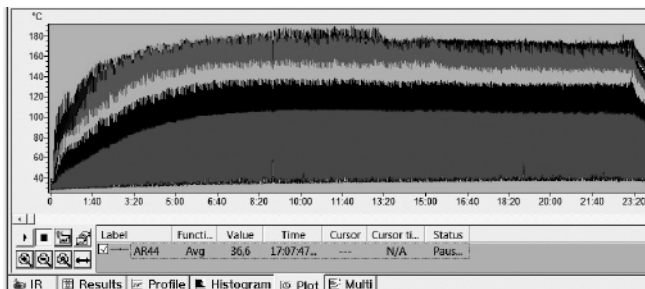 °C
180
160
140
120
100
80
60
40
0 1:40 3:20 5:00 6:40 8:20 10:00 11:40 13:20 15:00 16:40 18:20 20:00 21:40 23:20
Label Functi... Value Time Cursor Cursor ti... Status
AR44 Avg 36,6 17:07:47... --- N/A Paus...
IR Results Profile Histogram Plot Multi